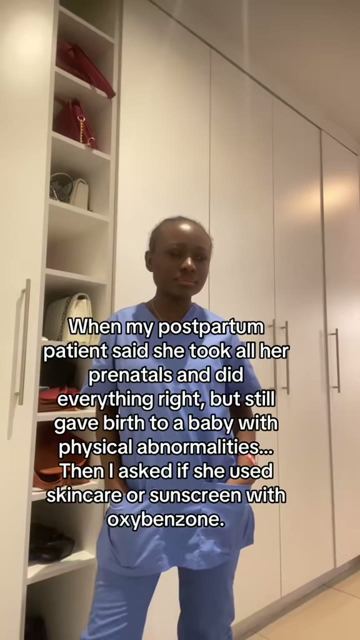 When my postpartum
patient said she took all her
prenatals and did
everything right, but still
gave birth to a baby with
physical abnormalities...
Then I asked if she used
skincare or sunscreen with
oxybenzone.